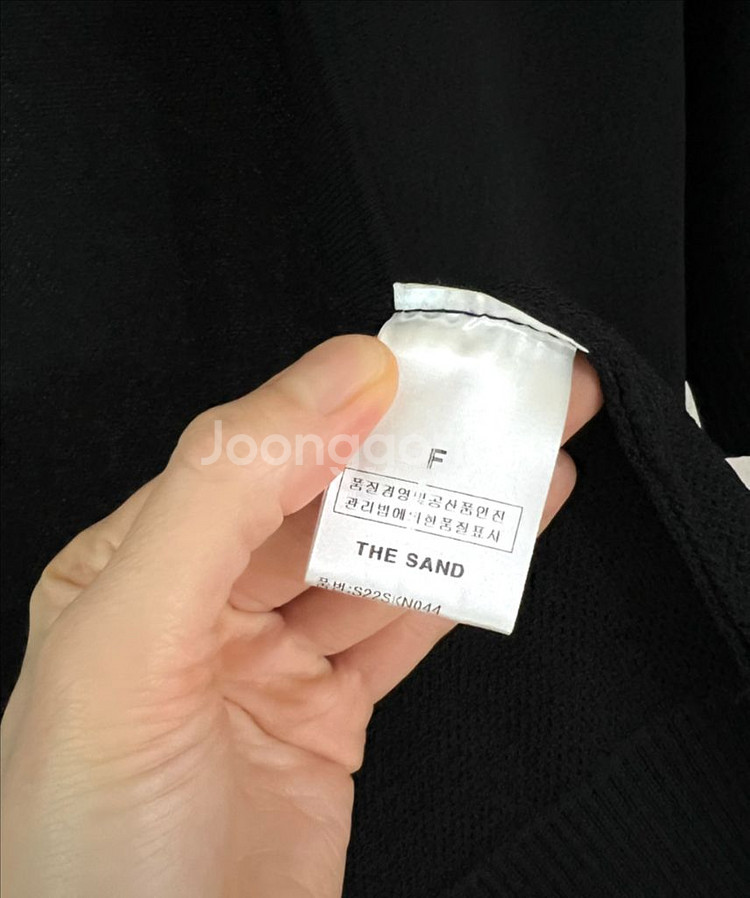 Joongg
F
품질경영및공산품안전
관리법에의한품질표시
THE SAND
품번:S22SKN044